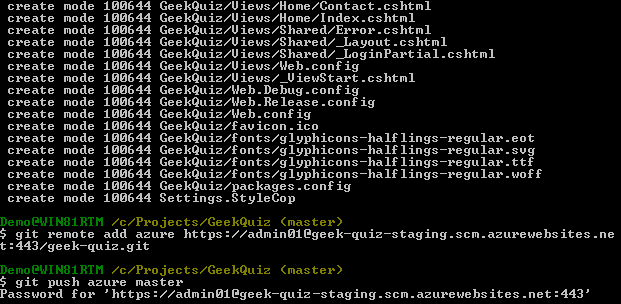 create mode 100644 GeekQuiz/Views/Home/Contact.cshtml
create mode 100644 GeekQuiz/Views/Home/Index.cshtml
create mode 100644 GeekQuiz/Views/Shared/Error.cshtml
create mode 100644 GeekQuiz/Views/Shared/_Layout.cshtml
create mode 100644 GeekQuiz/Views/Shared/_LoginPartial.cshtml
create mode 100644 GeekQuiz/Views/Web.config
create mode 100644 GeekQuiz/Views/_ViewStart.cshtml
create mode 100644 GeekQuiz/Web.Debug.config
create mode 100644 GeekQuiz/Web.Release.config
create mode 100644 GeekQuiz/Web.config
create mode 100644 GeekQuiz/favicon.ico
create mode 100644 GeekQuiz/fonts/glyphicons-halflings-regular.eot
create mode 100644 GeekQuiz/fonts/glyphicons-halflings-regular.svg
create mode 100644 GeekQuiz/fonts/glyphicons-halflings-regular.ttf
create mode 100644 GeekQuiz/fonts/glyphicons-halflings-regular.woff
create mode 100644 GeekQuiz/packages.config
create mode 100644 Settings.StyleCop
Demo@WIN81RTM /c/Projects/GeekQuiz (master)
$ git remote add azure https://admin01@geek-quiz-staging.scm.azurewebsites.ne
t:443/geek-quiz.git
Demo@WIN81RTM /c/Projects/GeekQuiz (master)
$ git push azure master
Password for 'https://admin01@geek-quiz-staging.scm.azurewebsites.net:443'